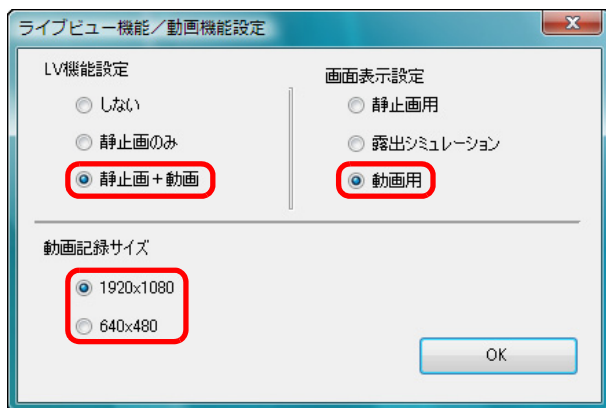 ライブビュー機能／動画機能設定
LV機能設定
しない
静止画のみ
静止画＋動画
画面表示設定
静止画用
露出シミュレーション
動画用
動画記録サイズ
1920x1080
640x480
OK